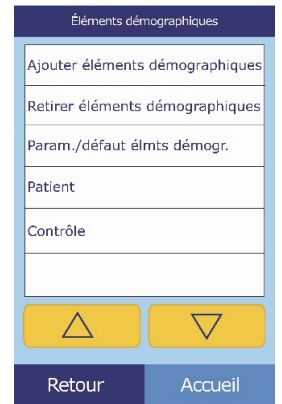 Éléments démographiques
Ajouter éléments démographiques
Retirer éléments démographiques
Param./défaut élmts démogr.
Patient
Contrôle
Retour
Accueil